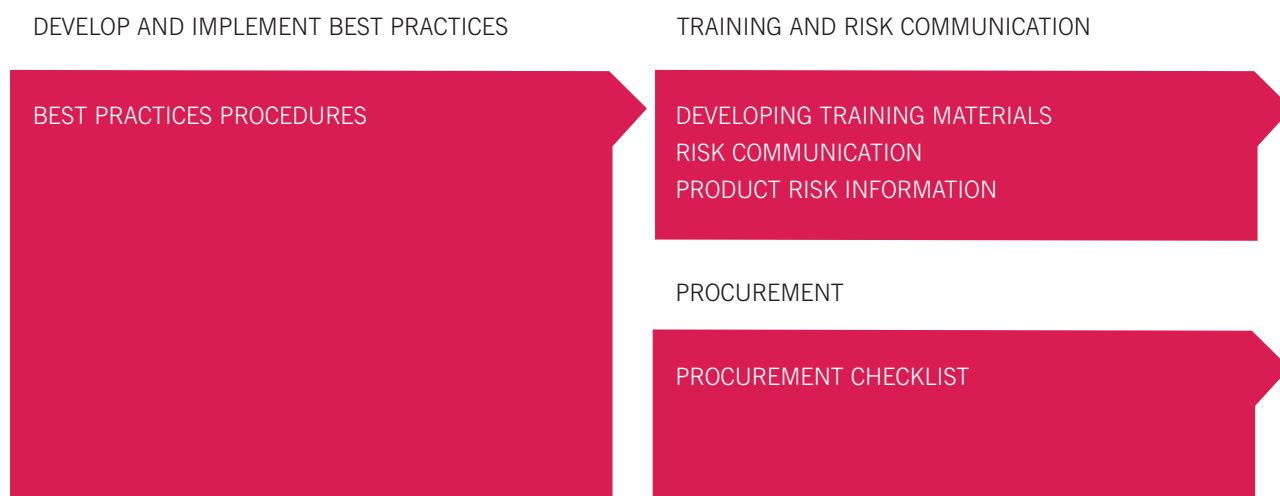 DEVELOP AND IMPLEMENT BEST PRACTICES
BEST PRACTICES PROCEDURES
TRAINING AND RISK COMMUNICATION
DEVELOPING TRAINING MATERIALS
RISK COMMUNICATION
PRODUCT RISK INFORMATION
PROCUREMENT
PROCUREMENT CHECKLIST